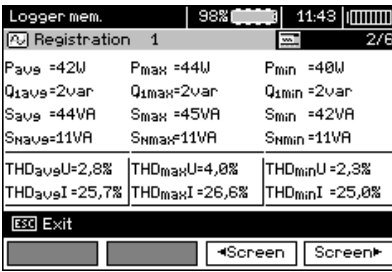 Logger mem. 98% 11:43
Registration 1 2/6
Pavg =42W Pmax =44W Pmin =40W
Q1avg=2var Q1max=2var Q1min =2var
Savg =44VA Smax =45VA Smin =42VA
SNavg=11VA SNmax=11VA SNmin=11VA
THDavgU=2,8% THDmaxU=4,0% THDminU =2,3%
THDavgI =25,7% THDmaxI =26,6% THDminI =25,0%
ESC Exit
◄Screen Screen►